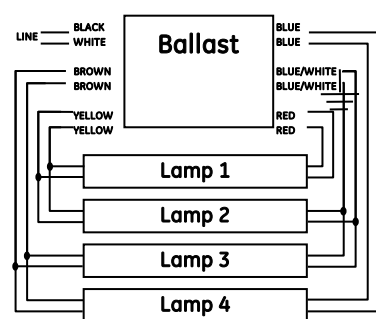 BLACK
LINE
WHITE
Ballast
BLUE
BLUE
BROWN
BROWN
BLUE/WHITE
BLUE/WHITE
YELLOW
YELLOW
RED
RED
Lamp 1
Lamp 2
Lamp 3
Lamp 4